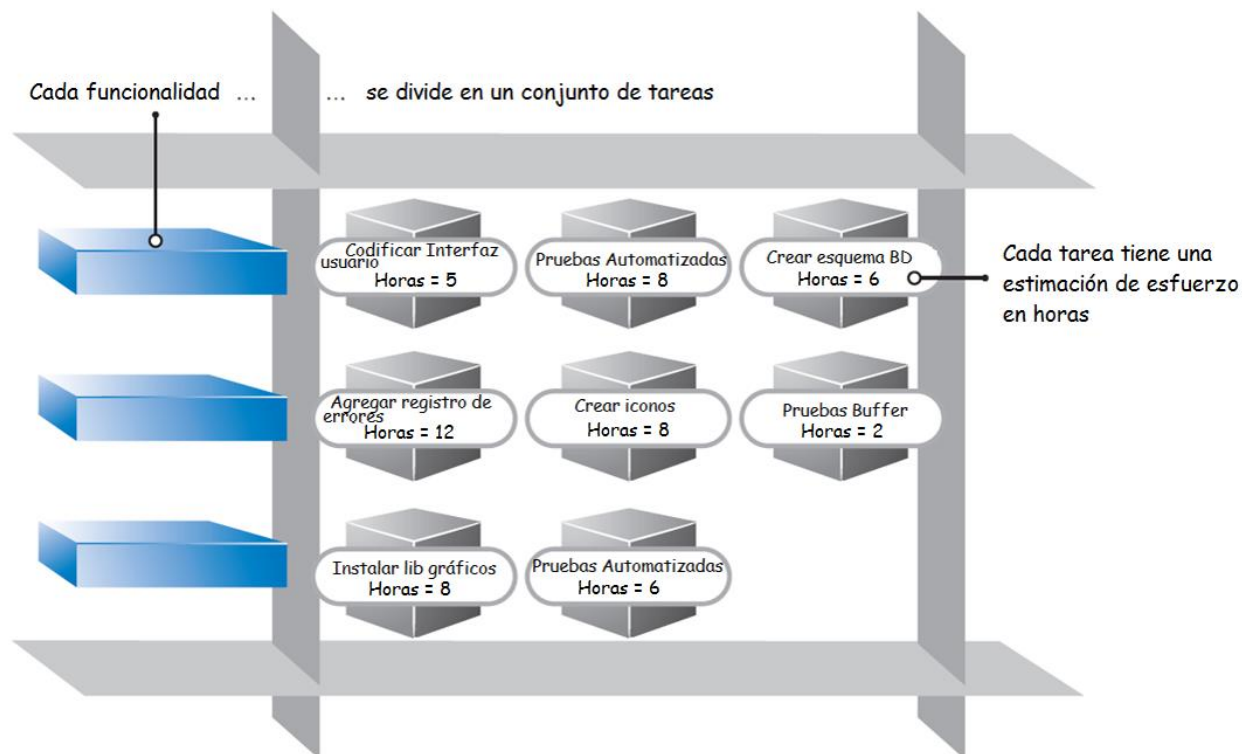 Cada funcionalidad ...
... se divide en un conjunto de tareas
Codificar Interfaz
usuario
Horas = 5
Pruebas Automatizadas
Horas = 8
Crear esquema BD
Horas = 6
Cada tarea tiene una
estimación de esfuerzo
en horas
Agregar registro de
errores
Horas = 12
Crear iconos
Horas = 8
Pruebas Buffer
Horas = 2
Instalar lib gráficos
Horas = 8
Pruebas Automatizadas
Horas = 6